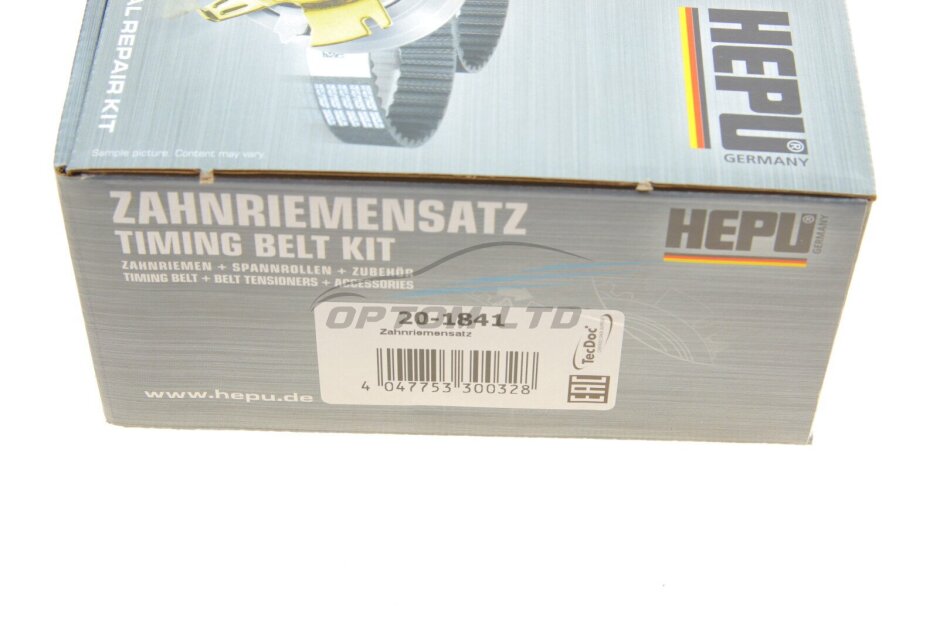 AL REPAIR KIT
Sample picture. Content may vary.
HEPU®
GERMANY
ZAHNRIEMENSATZ
TIMING BELT KIT
ZAHNRIEMEN + SPANNROLLEN + ZUBEHÖR
TIMING BELT + BELT TENSIONERS + ACCESSORIES
HEPU®
GERMANY
OPTOM LTD
20-1841
Zahnriemensatz
TecDoc
4 047753 300328
EAC
www.hepu.de